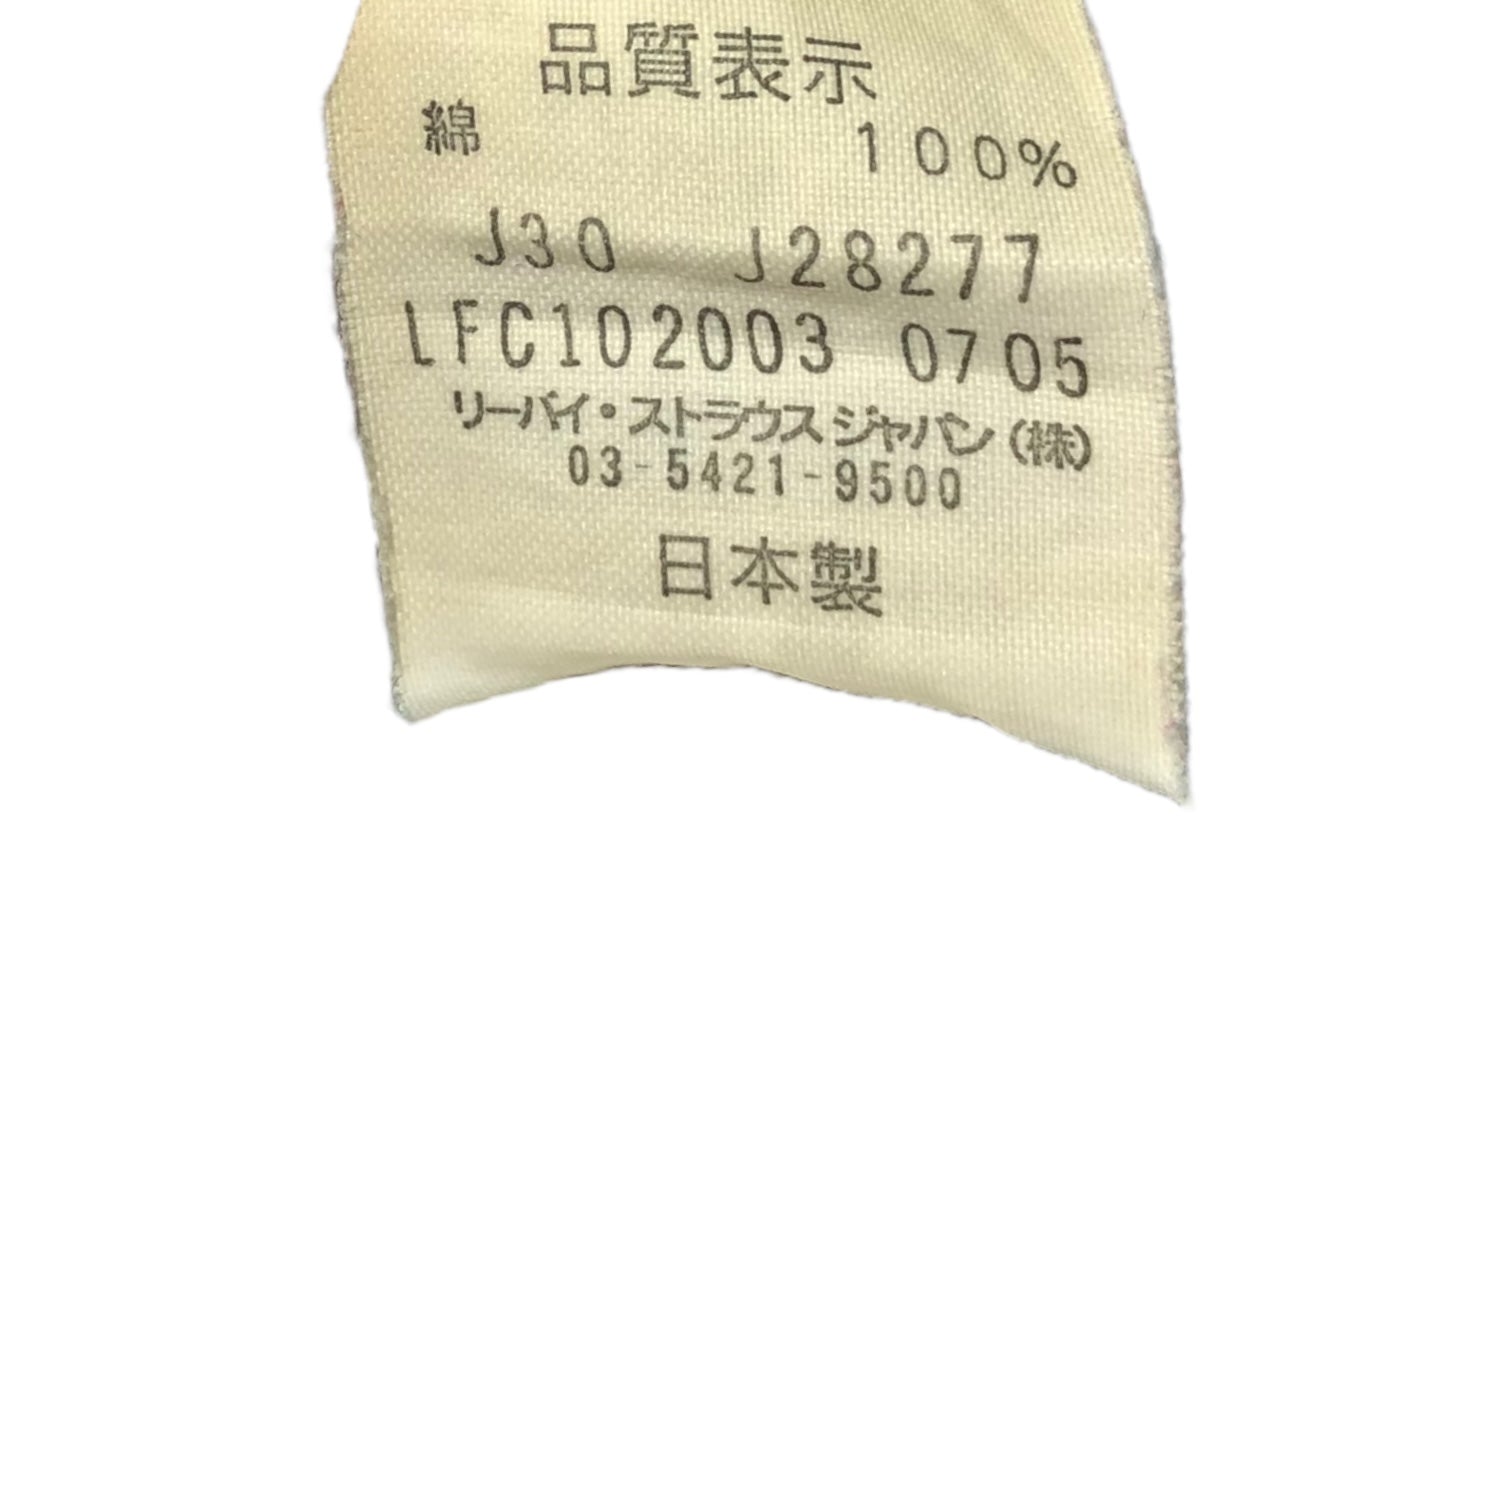 品質表示
綿 100%
J30 J28277
LFC102003 0705
リーバイ・ストラウス ジャパン(株)
03-5421-9500
日本製